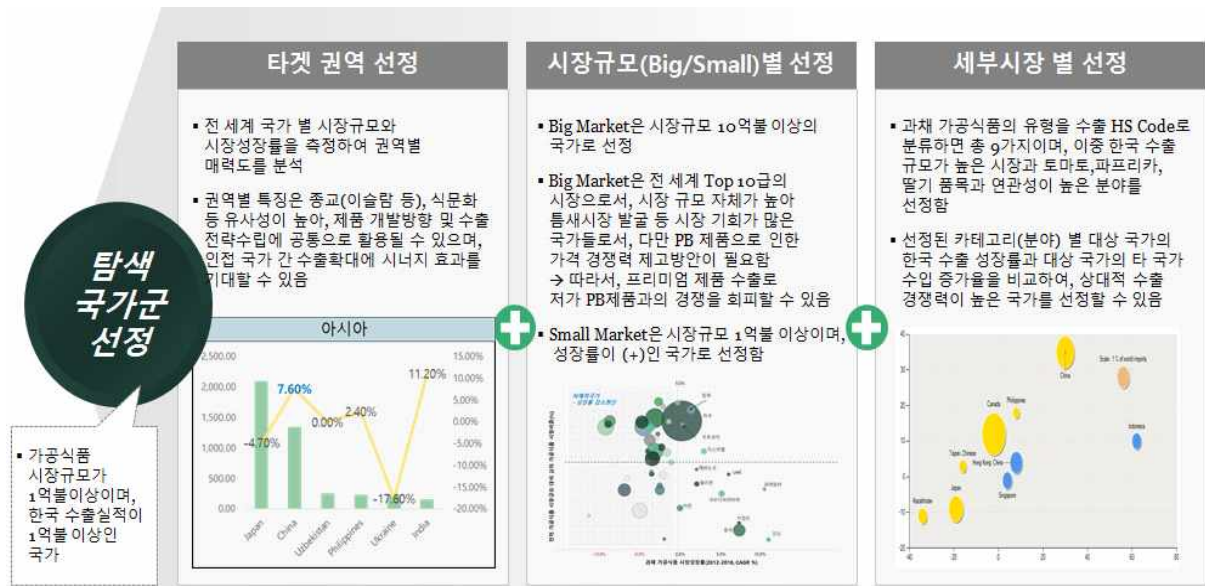 탐색
국가군
선정
▪ 가공식품
시장규모가
1억불이상이며,
한국 수출실적이
1억불 이상인
국가
타겟 권역 선정
▪ 전 세계 국가 별 시장규모와
시장성장률을 측정하여 권역별
매력도를 분석
▪ 권역별 특징은 종교(이슬람 등), 식문화
등 유사성이 높아, 제품 개발방향 및 수출
전략수립에 공통으로 활용될 수 있으며,
인접 국가 간 수출확대에 시너지 효과를
기대할 수 있음
아시아
2,500.00
2,000.00
1,500.00
1,000.00
500.00
0.00
15.00%
10.00%
5.00%
0.00%
-5.00%
-10.00%
-15.00%
-20.00%
-4.70%
7.60%
0.00%
2.40%
-17.60%
11.20%
Japan
China
Uzbekistan
Philippines
Ukraine
India
시장규모(Big/Small)별 선정
▪ Big Market은 시장규모 10억불 이상의
국가로 선정
▪ Big Market은 전 세계 Top 10급의
시장으로서, 시장 규모 자체가 높아
틈새시장 발굴 등 시장 기회가 많은
국가들로서, 다만 PB 제품으로 인한
가격 경쟁력 제고방안이 필요함
→ 따라서, 프리미엄 제품 수출로
저가 PB제품과의 경쟁을 회피할 수 있음
▪ Small Market은 시장규모 1억불 이상이며,
성장률이 (+)인 국가로 선정함
세부시장 별 선정
▪ 과채 가공식품의 유형을 수출 HS Code로
분류하면 총 9가지이며, 이중 한국 수출
규모가 높은 시장과 토마토,파프리카,
딸기 품목과 연관성이 높은 분야를
선정함
▪ 선정된 카테고리(분야) 별 대상 국가의
한국 수출 성장률과 대상 국가의 타 국가
수입 증가율을 비교하여, 상대적 수출
경쟁력이 높은 국가를 선정할 수 있음
40
30
20
10
0
-10
-20
-40
-20
0
20
40
60
80
China
Scale : 1 % of world imports
Canada
Philippines
Indonesia
Taipei, Chinese
Hong Kong, China
Singapore
Japan
Kazakhstan